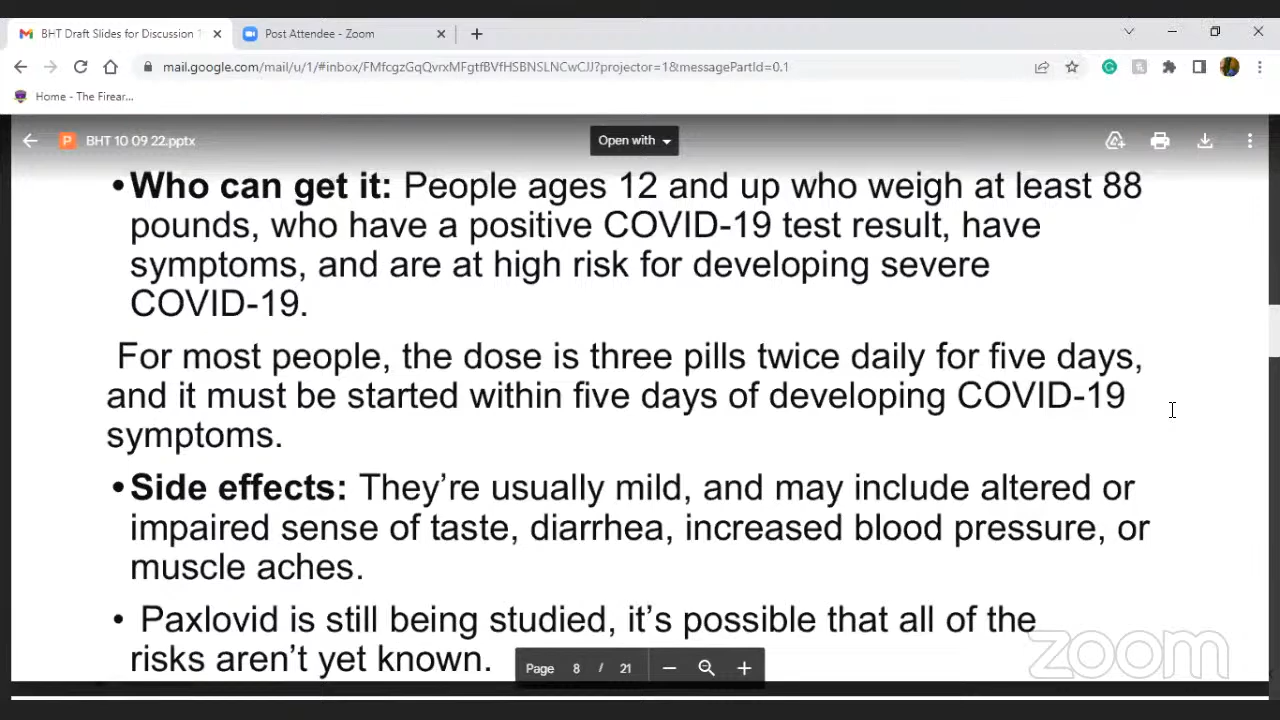 BHT Draft Slides for Discussion 1
Post Attendee - Zoom
mail.google.com/mail/u/1/#inbox/FMfcgzGqQvrxMFgtfBVfHSBNSLNCwCJJ?projector=1&messagePartId=0.1
Home - The Firear...
BHT 10 09 22.pptx
Open with
•Who can get it: People ages 12 and up who weigh at least 88
pounds, who have a positive COVID-19 test result, have
symptoms, and are at high risk for developing severe
COVID-19.
For most people, the dose is three pills twice daily for five days,
and it must be started within five days of developing COVID-19
symptoms.
•Side effects: They’re usually mild, and may include altered or
impaired sense of taste, diarrhea, increased blood pressure, or
muscle aches.
• Paxlovid is still being studied, it’s possible that all of the
risks aren’t yet known.
Page 8 / 21
zoom